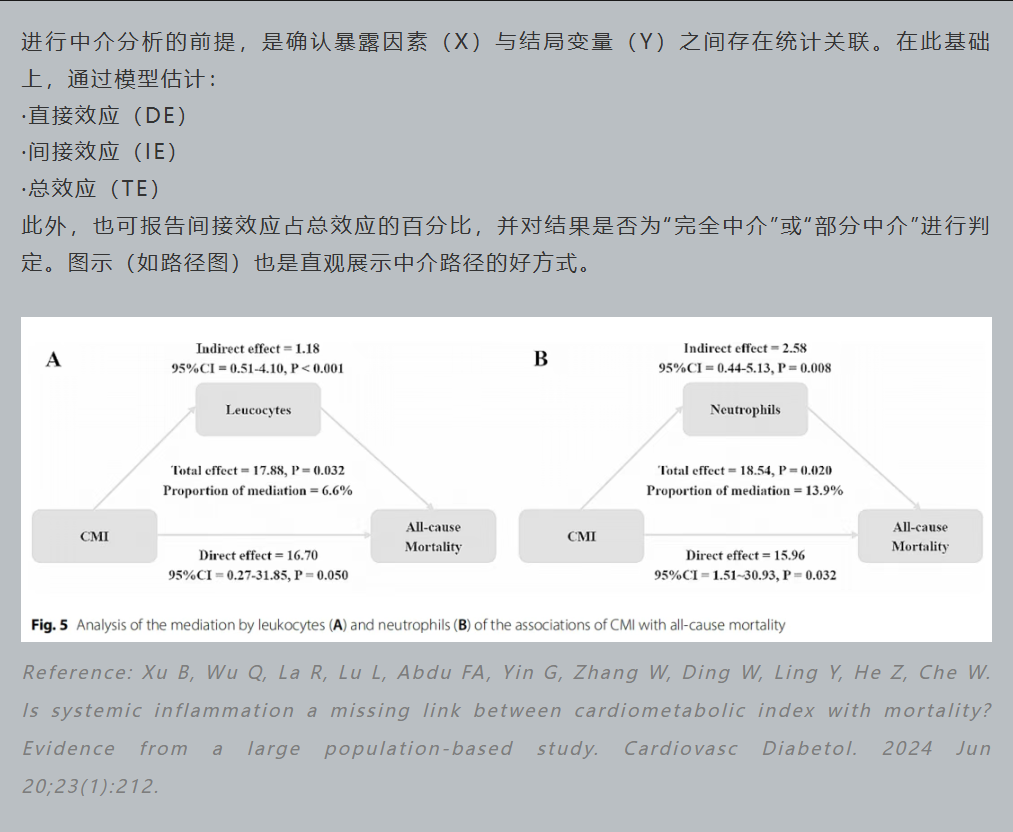 进行中介分析的前提，是确认暴露因素（X）与结局变量（Y）之间存在统计关联。在此基础
上，通过模型估计：
·直接效应（DE）
·间接效应（IE）
·总效应（TE）
此外，也可报告间接效应占总效应的百分比，并对结果是否为“完全中介”或“部分中介”进行判
定。图示（如路径图）也是直观展示中介路径的好方式。
A
Indirect effect = 1.18
95%CI = 0.51-4.10, P < 0.001
Leucocytes
Total effect = 17.88, P = 0.032
Proportion of mediation = 6.6%
CMI
All-cause
Mortality
Direct effect = 16.70
95%CI = 0.27-31.85, P = 0.050
B
Indirect effect = 2.58
95%CI = 0.44-5.13, P = 0.008
Neutrophils
Total effect = 18.54, P = 0.020
Proportion of mediation = 13.9%
CMI
All-cause
Mortality
Direct effect = 15.96
95%CI = 1.51~30.93, P = 0.032
Fig. 5 Analysis of the mediation by leukocytes (A) and neutrophils (B) of the associations of CMI with all-cause mortality
Reference: Xu B, Wu Q, La R, Lu L, Abdu FA, Yin G, Zhang W, Ding W, Ling Y, He Z, Che W.
Is systemic inflammation a missing link between cardiometabolic index with mortality?
Evidence from a large population-based study. Cardiovasc Diabetol. 2024 Jun
20;23(1):212.